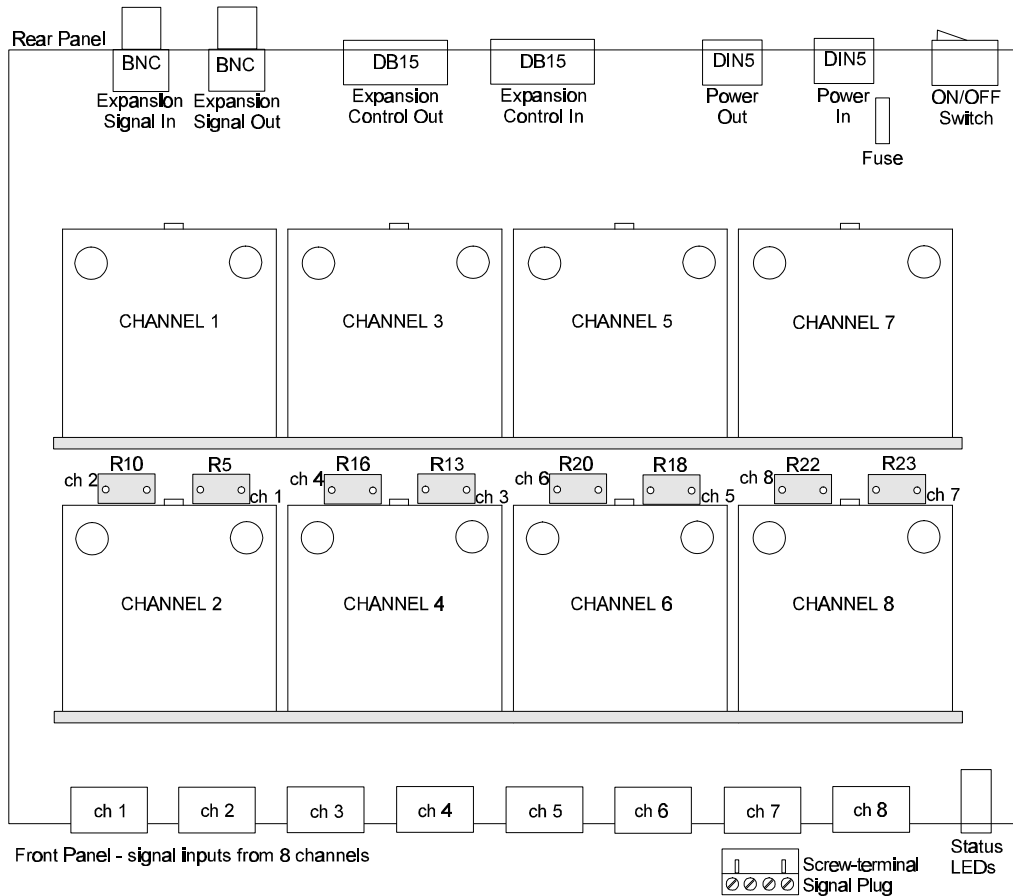 Rear Panel
BNC
BNC
DB15
DB15
DIN5
DIN5
Expansion
Signal In
Expansion
Signal Out
Expansion
Control Out
Expansion
Control In
Power
Out
Power
In
ON/OFF
Switch
Fuse
CHANNEL 1
CHANNEL 3
CHANNEL 5
CHANNEL 7
ch 2
R10
R5
ch 1
ch 4
R16
R13
ch 3
ch 6
R20
R18
ch 5
ch 8
R22
R23
ch 7
CHANNEL 2
CHANNEL 4
CHANNEL 6
CHANNEL 8
ch 1
ch 2
ch 3
ch 4
ch 5
ch 6
ch 7
ch 8
Front Panel - signal inputs from 8 channels
Screw-terminal
Signal Plug
Status
LEDs